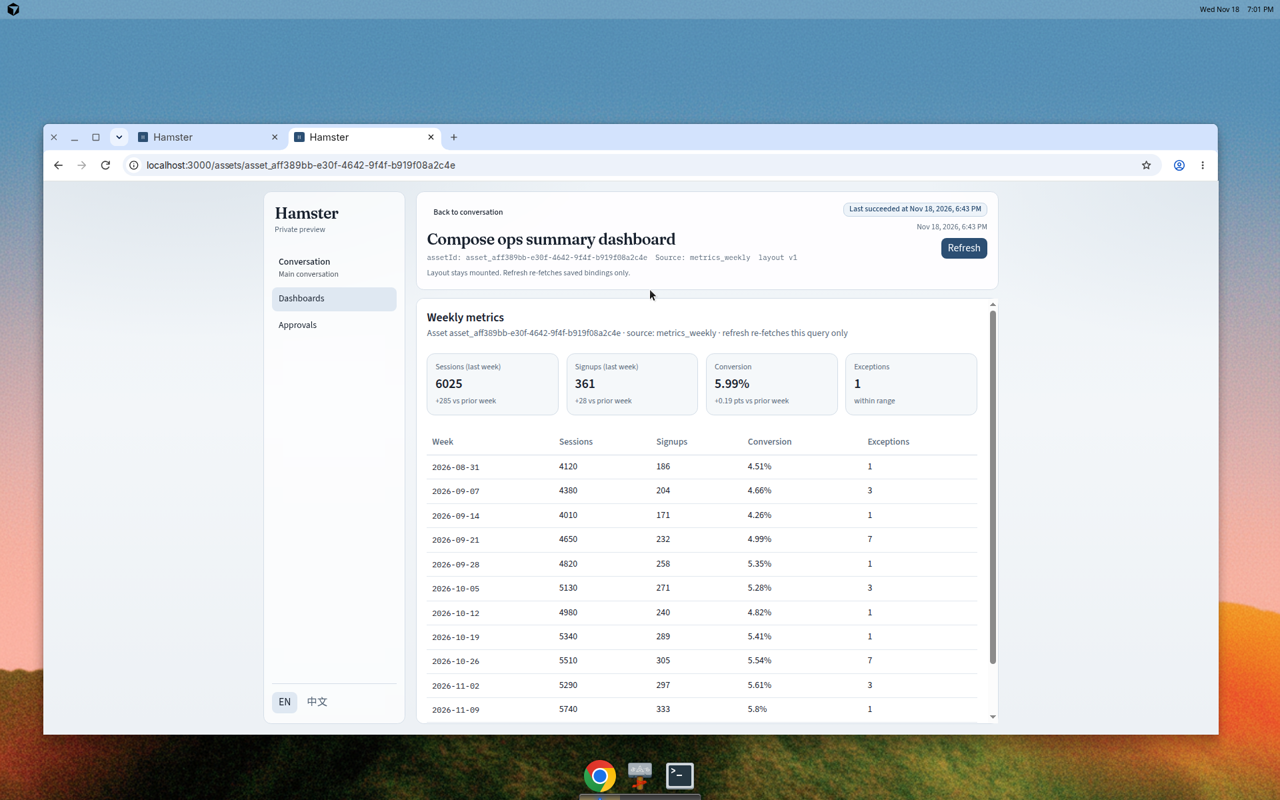 Wed Nov 18 7:01 PM
Hamster
Hamster
localhost:3000/assets/asset_aff389bb-e30f-4642-9f4f-b919f08a2c4e
Hamster
Private preview
Conversation
Main conversation
Dashboards
Approvals
EN 中文
Back to conversation
Last succeeded at Nov 18, 2026, 6:43 PM
Nov 18, 2026, 6:43 PM
Compose ops summary dashboard
Refresh
assetId: asset_aff389bb-e30f-4642-9f4f-b919f08a2c4e Source: metrics_weekly layout v1
Layout stays mounted. Refresh re-fetches saved bindings only.
Weekly metrics
Asset asset_aff389bb-e30f-4642-9f4f-b919f08a2c4e · source: metrics_weekly · refresh re-fetches this query only
Sessions (last week)
6025
+285 vs prior week
Signups (last week)
361
+28 vs prior week
Conversion
5.99%
+0.19 pts vs prior week
Exceptions
1
within range
Week Sessions Signups Conversion Exceptions
2026-08-31 4120 186 4.51% 1
2026-09-07 4380 204 4.66% 3
2026-09-14 4010 171 4.26% 1
2026-09-21 4650 232 4.99% 7
2026-09-28 4820 258 5.35% 1
2026-10-05 5130 271 5.28% 3
2026-10-12 4980 240 4.82% 1
2026-10-19 5340 289 5.41% 1
2026-10-26 5510 305 5.54% 7
2026-11-02 5290 297 5.61% 3
2026-11-09 5740 333 5.8% 1